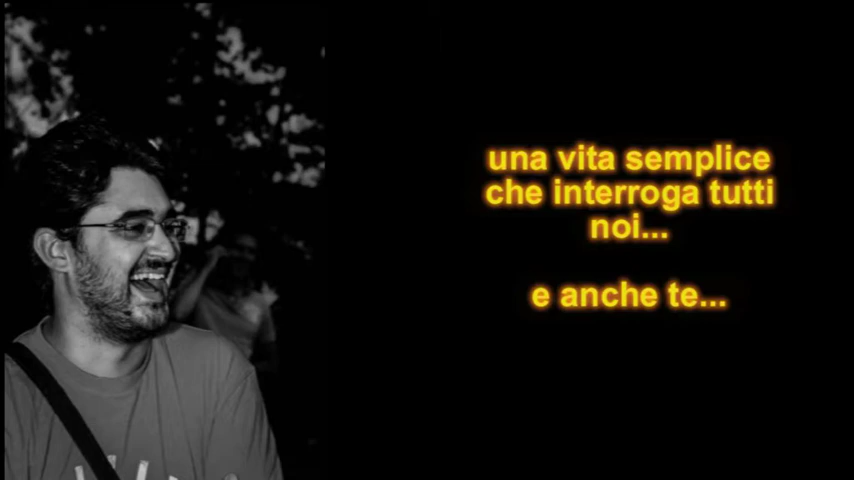 una vita semplice
che interroga tutti
noi...
e anche te...